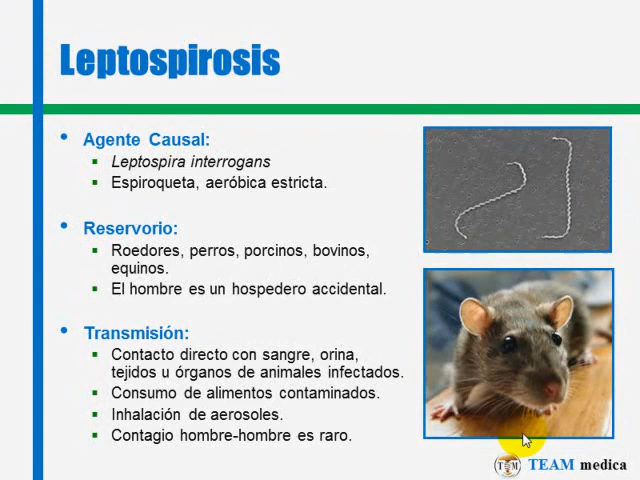 Leptospirosis
• Agente Causal:
▪ Leptospira interrogans
▪ Espiroqueta, aeróbica estricta.
• Reservorio:
▪ Roedores, perros, porcinos, bovinos,
equinos.
▪ El hombre es un hospedero accidental.
• Transmisión:
▪ Contacto directo con sangre, orina,
tejidos u órganos de animales infectados.
▪ Consumo de alimentos contaminados.
▪ Inhalación de aerosoles.
▪ Contagio hombre-hombre es raro.
TEAM medica